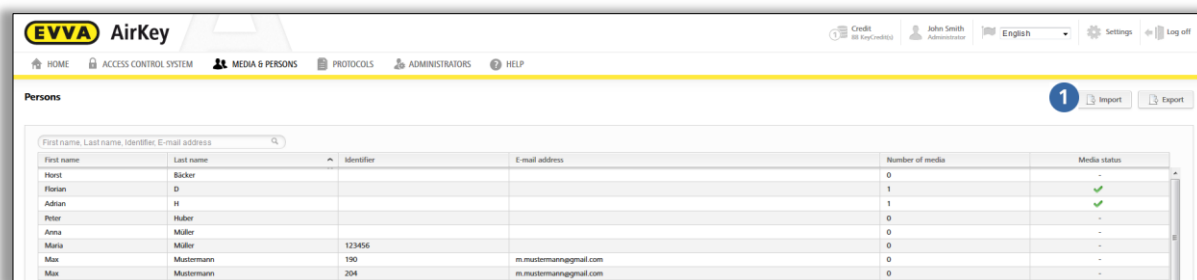 EVVA AirKey
Credit
88 KeyCredit(s)
John Smith
Administrator
English
Settings
Log off
HOME ACCESS CONTROL SYSTEM MEDIA & PERSONS PROTOCOLS ADMINISTRATORS HELP
Persons
1 Import Export
First name, Last name, Identifier, E-mail address
First name Last name Identifier E-mail address Number of media Media status
Horst Bäcker 0 -
Florian D 1
Adrian H 1
Peter Huber 0 -
Anna Müller 0 -
Maria Müller 123456 0 -
Max Mustermann 190 m.mustermann@gmail.com 0 -
Max Mustermann 204 m.mustermann@gmail.com 0 -